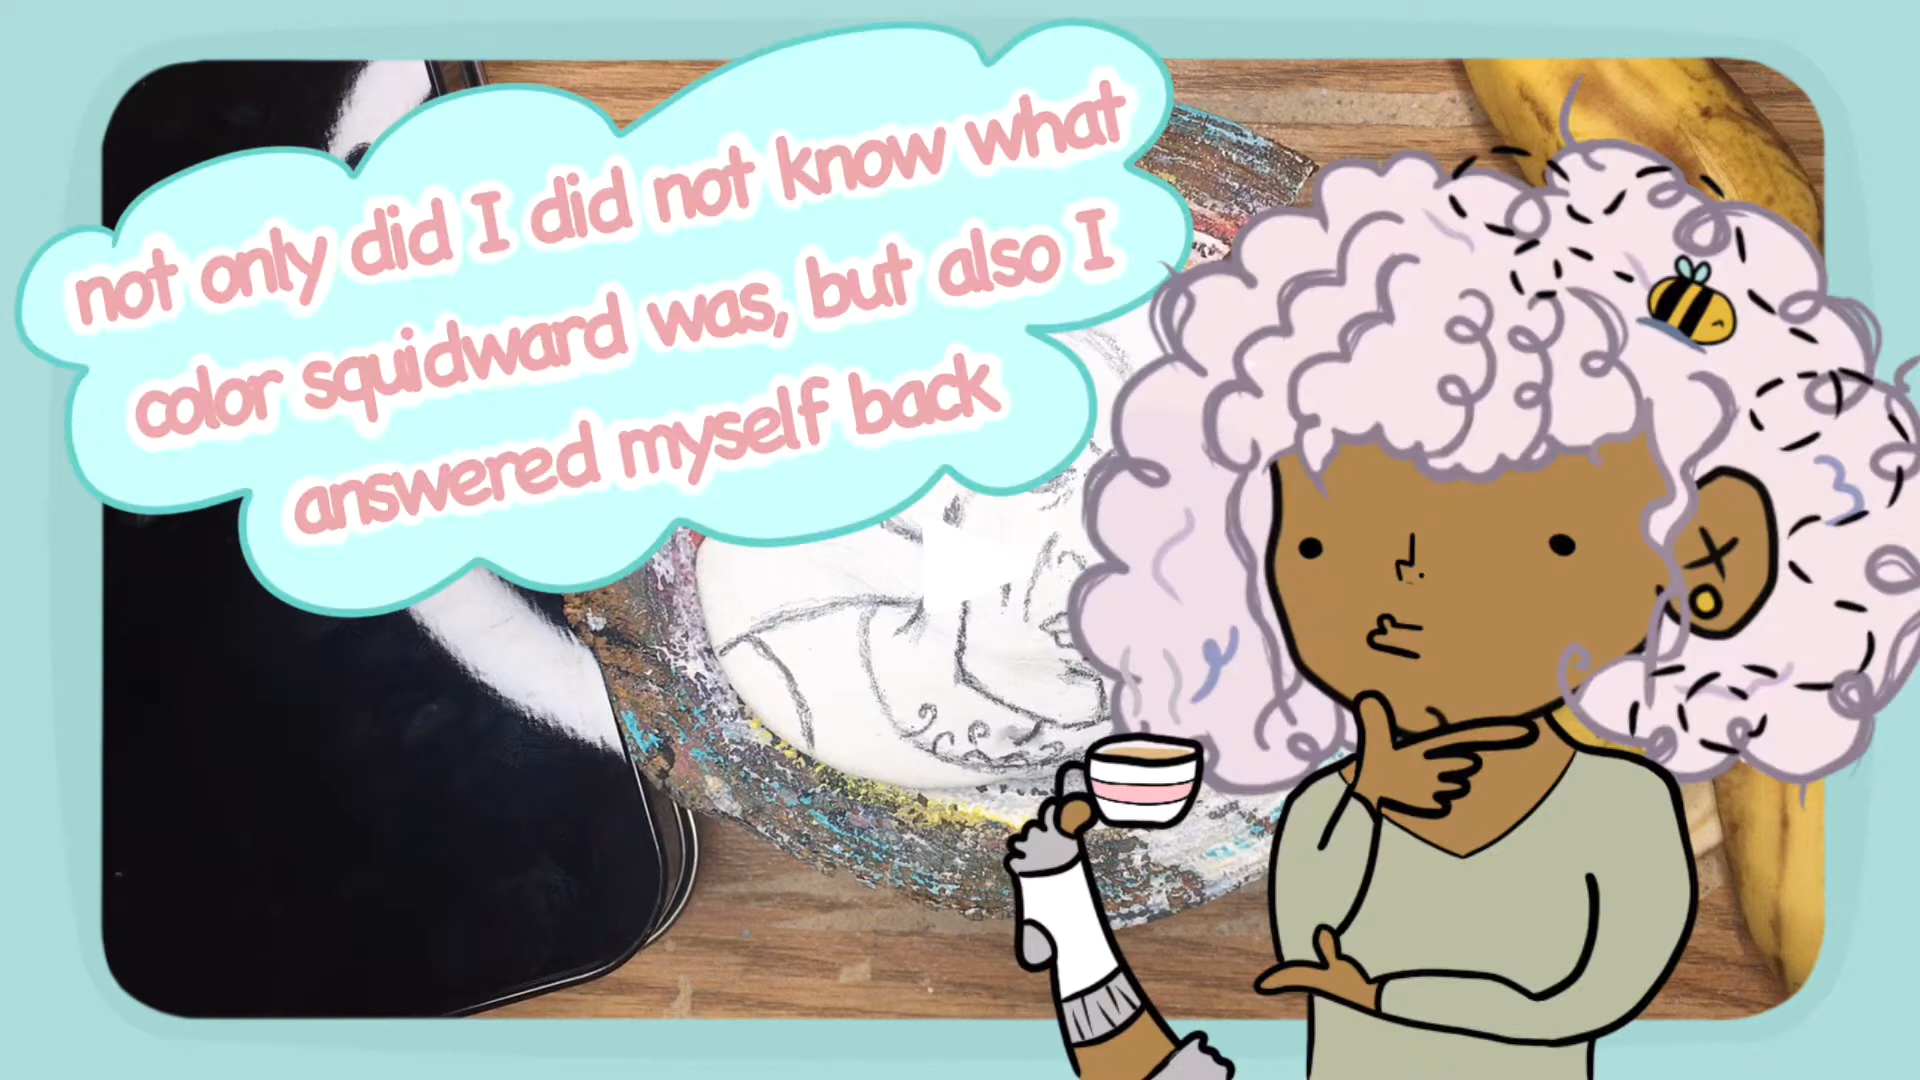 not only did I did not know what
color squidward was, but also I
answered myself back